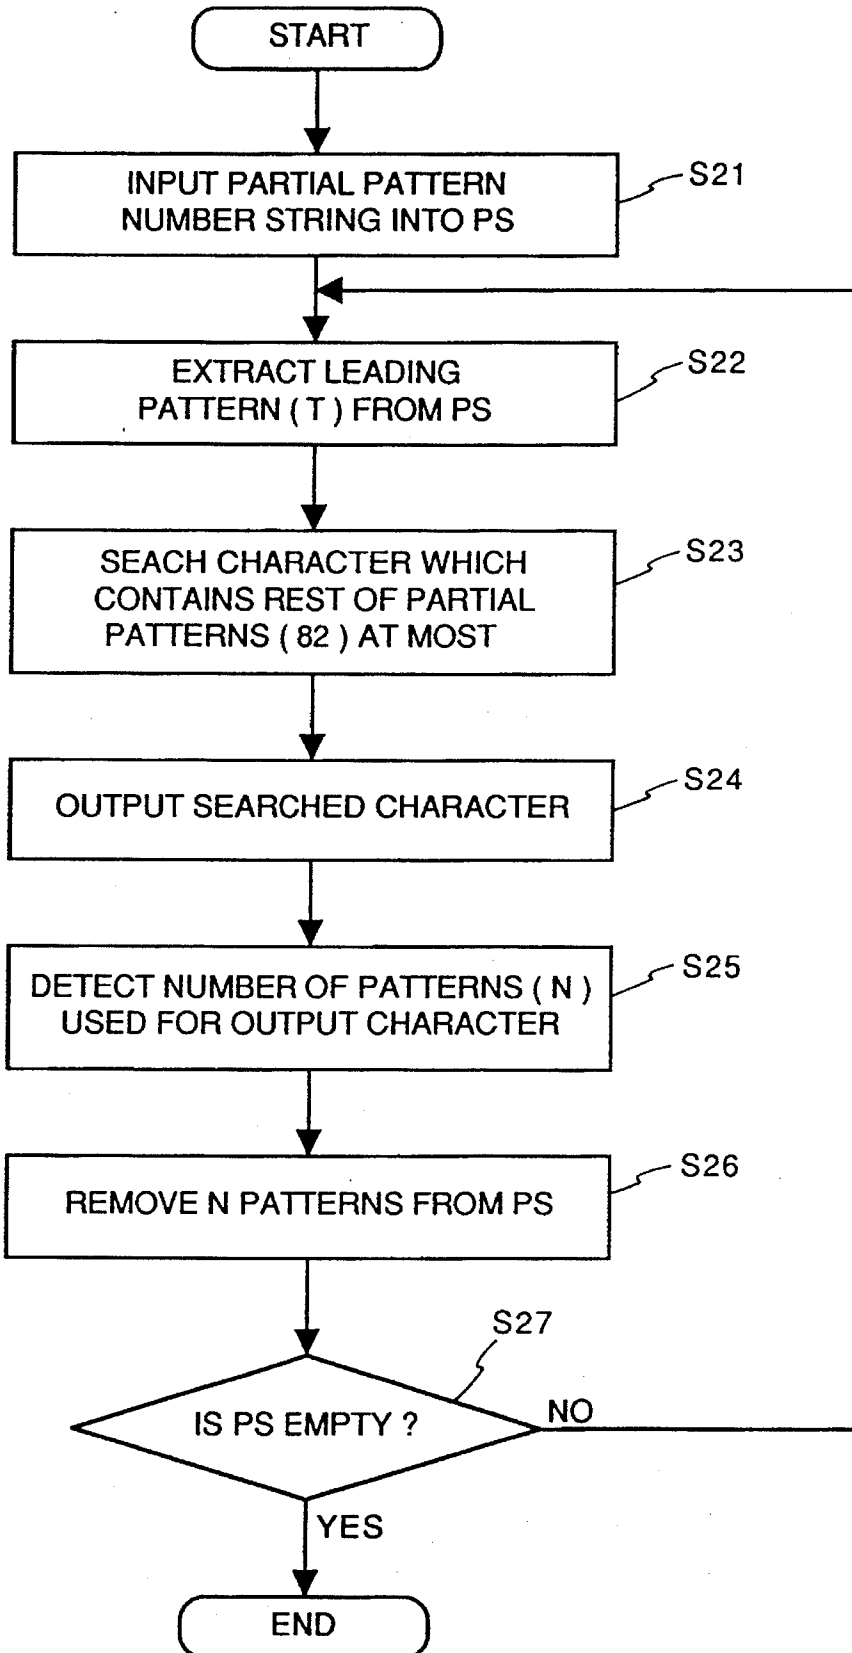 START
INPUT PARTIAL PATTERN
NUMBER STRING INTO PS
S21
EXTRACT LEADING
PATTERN ( T ) FROM PS
S22
SEACH CHARACTER WHICH
CONTAINS REST OF PARTIAL
PATTERNS ( 82 ) AT MOST
S23
OUTPUT SEARCHED CHARACTER
S24
DETECT NUMBER OF PATTERNS ( N )
USED FOR OUTPUT CHARACTER
S25
REMOVE N PATTERNS FROM PS
S26
S27
IS PS EMPTY ?
NO
YES
END